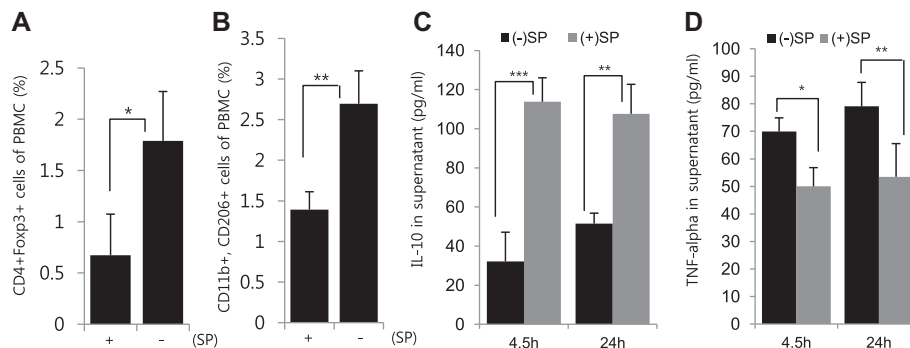 A
CD4+Foxp3+ cells of PBMC (%)
2.5
2
1.5
1
0.5
0
*
+ - (SP)
B
CD11b+, CD206+ cells of PBMC (%)
3.5
3
2.5
2
1.5
1
0.5
0
**
+ - (SP)
C
(-)SP (+)SP
IL-10 in supernatant (pg/ml)
140
120
100
80
60
40
20
0
***
**
4.5h 24h
D
(-)SP (+)SP
TNF-alpha in supernatant (pg/ml)
100
90
80
70
60
50
40
30
20
10
0
*
**
4.5h 24h